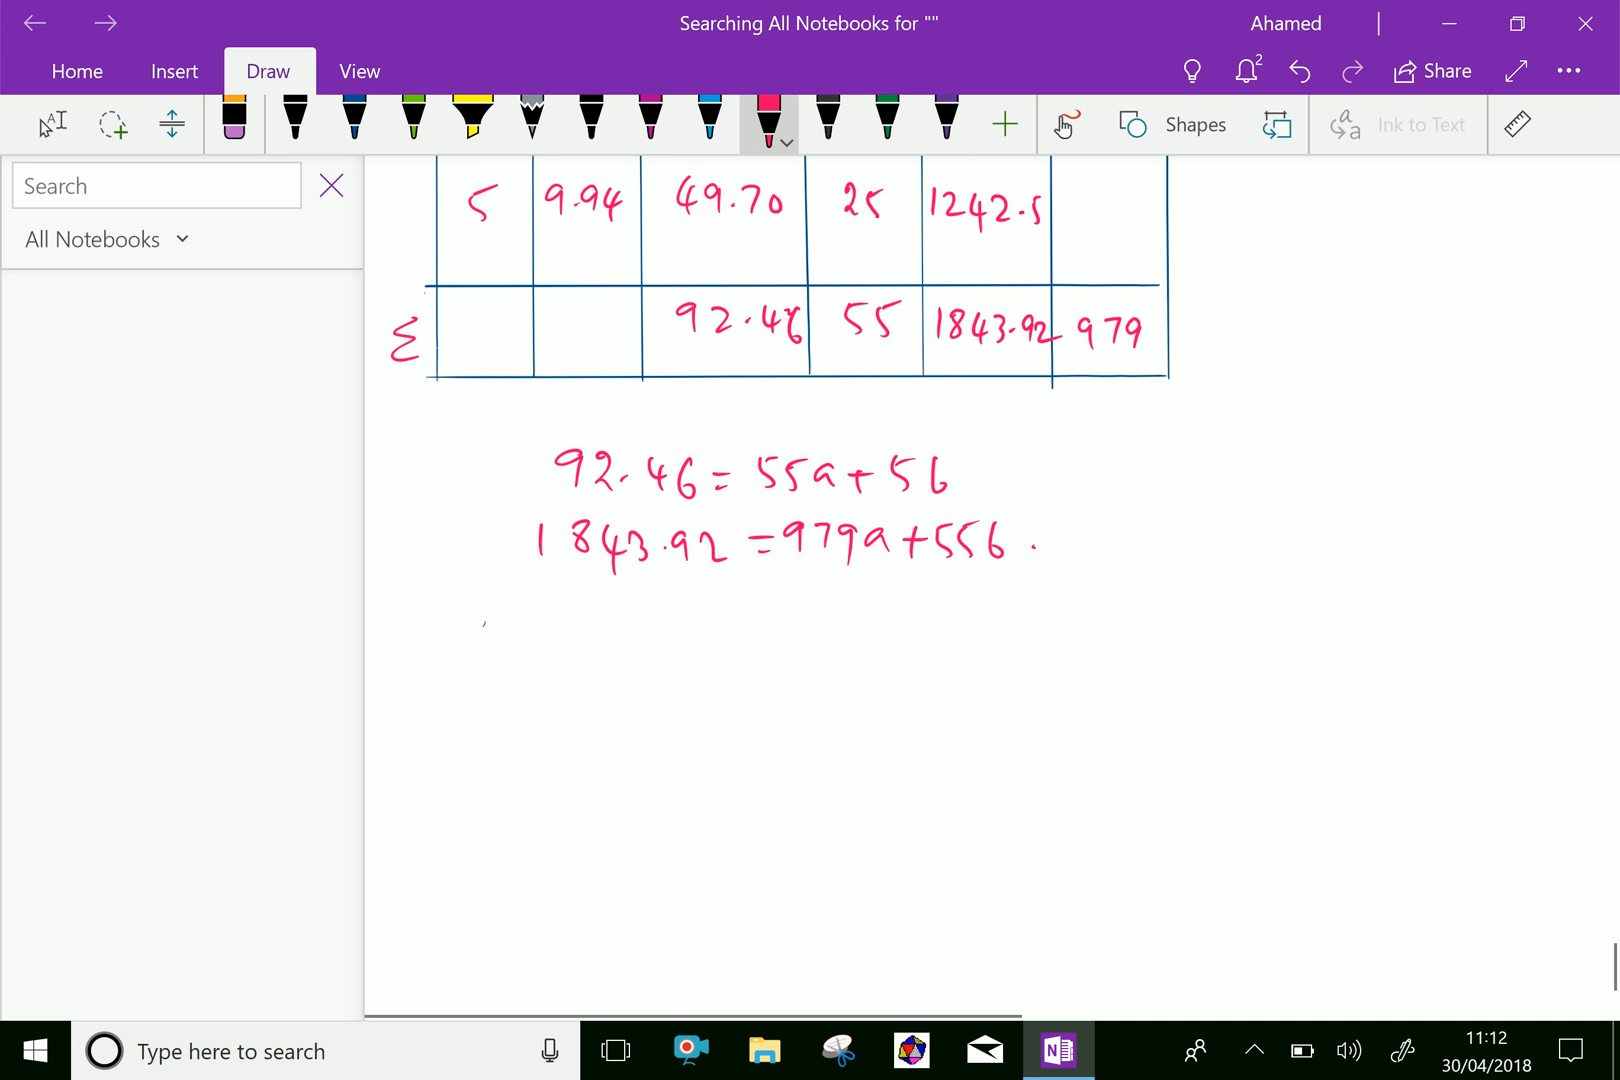 Searching All Notebooks for ""
Ahamed
Home Insert Draw View
2
Share
Shapes
Ink to Text
Search
All Notebooks
5 9.94 49.70 25 1242.5
Σ 92.46 55 1843.92 979
92.46 = 55a + 5b
1843.92 = 979a + 55b.
Type here to search
11:12
30/04/2018